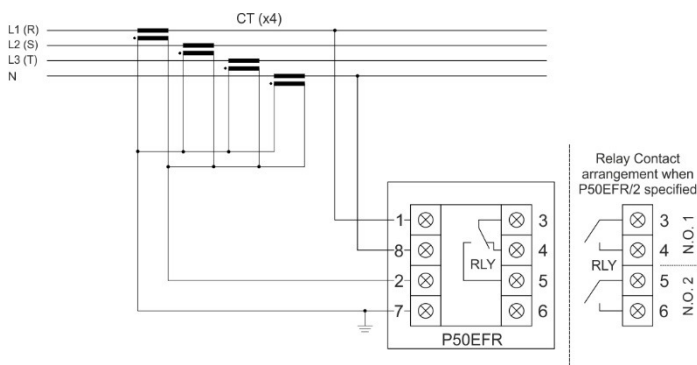 CT (x4)
L1 (R)
L2 (S)
L3 (T)
N
Relay Contact
arrangement when
P50EFR/2 specified
1
8
2
7
RLY
3
4
5
6
P50EFR
RLY
3
4
5
6
N.O. 1
N.O. 2